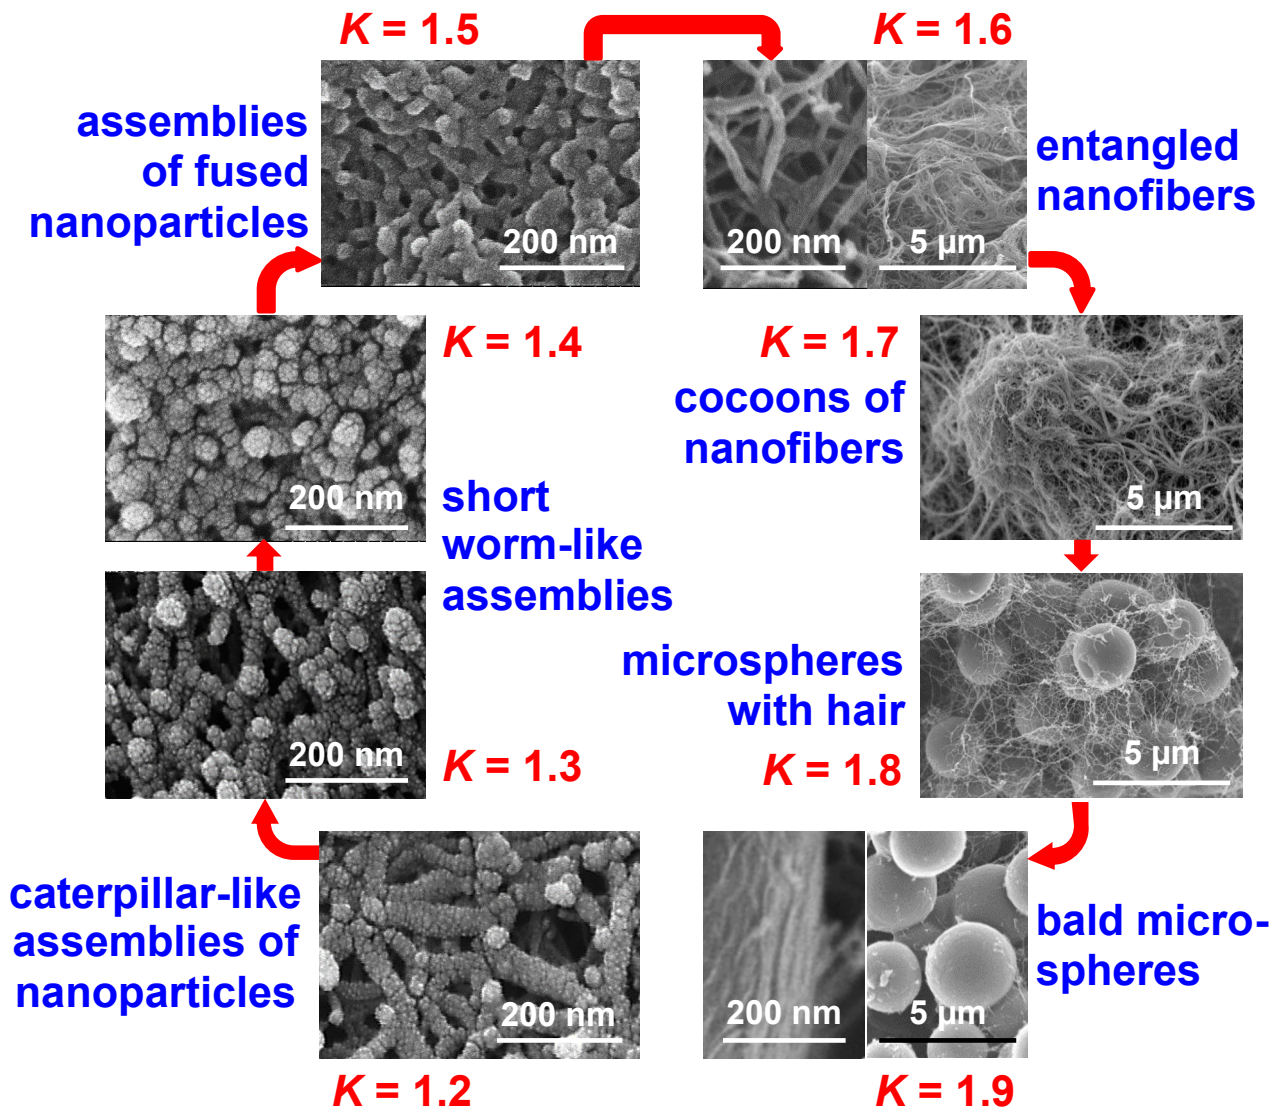 K = 1.5
K = 1.6
assemblies
of fused
nanoparticles
200 nm
200 nm
5 µm
entangled
nanofibers
K = 1.4
200 nm
K = 1.7
cocoons of
nanofibers
5 µm
short
worm-like
assemblies
200 nm
K = 1.3
microspheres
with hair
K = 1.8
5 µm
caterpillar-like
assemblies of
nanoparticles
200 nm
K = 1.2
200 nm
5 µm
bald micro-
spheres
K = 1.9